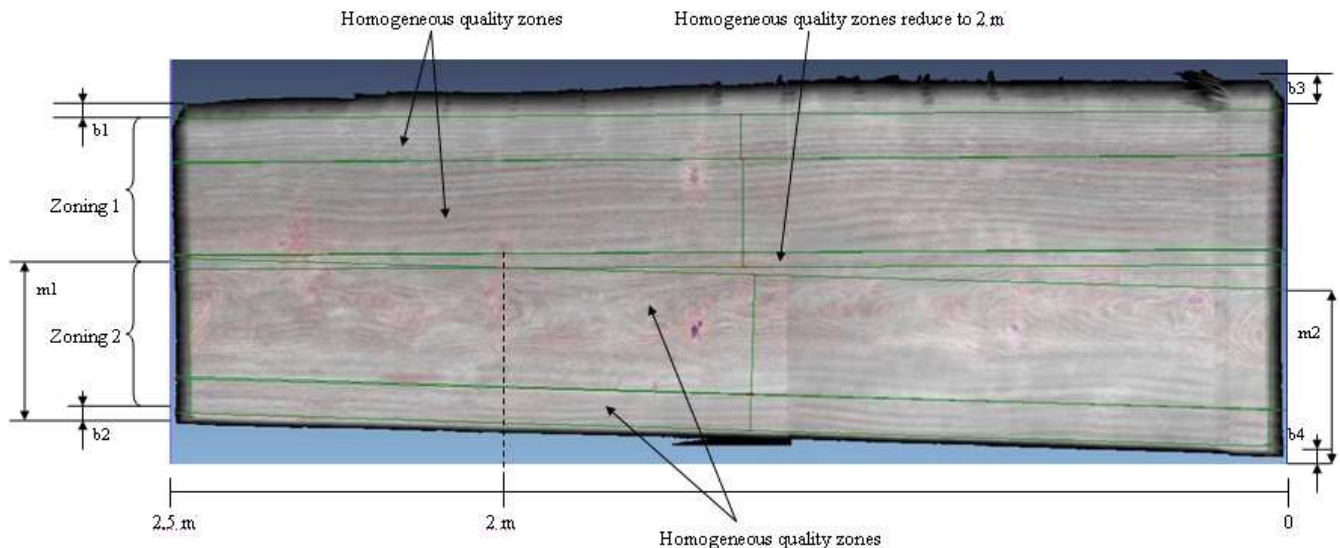 Homogeneous quality zones
Homogeneous quality zones reduce to 2.m
b3
b1
Zoning 1
m1
Zoning 2
m2
b2
b4
2.5.m
2.m
0
Homogeneous quality zones